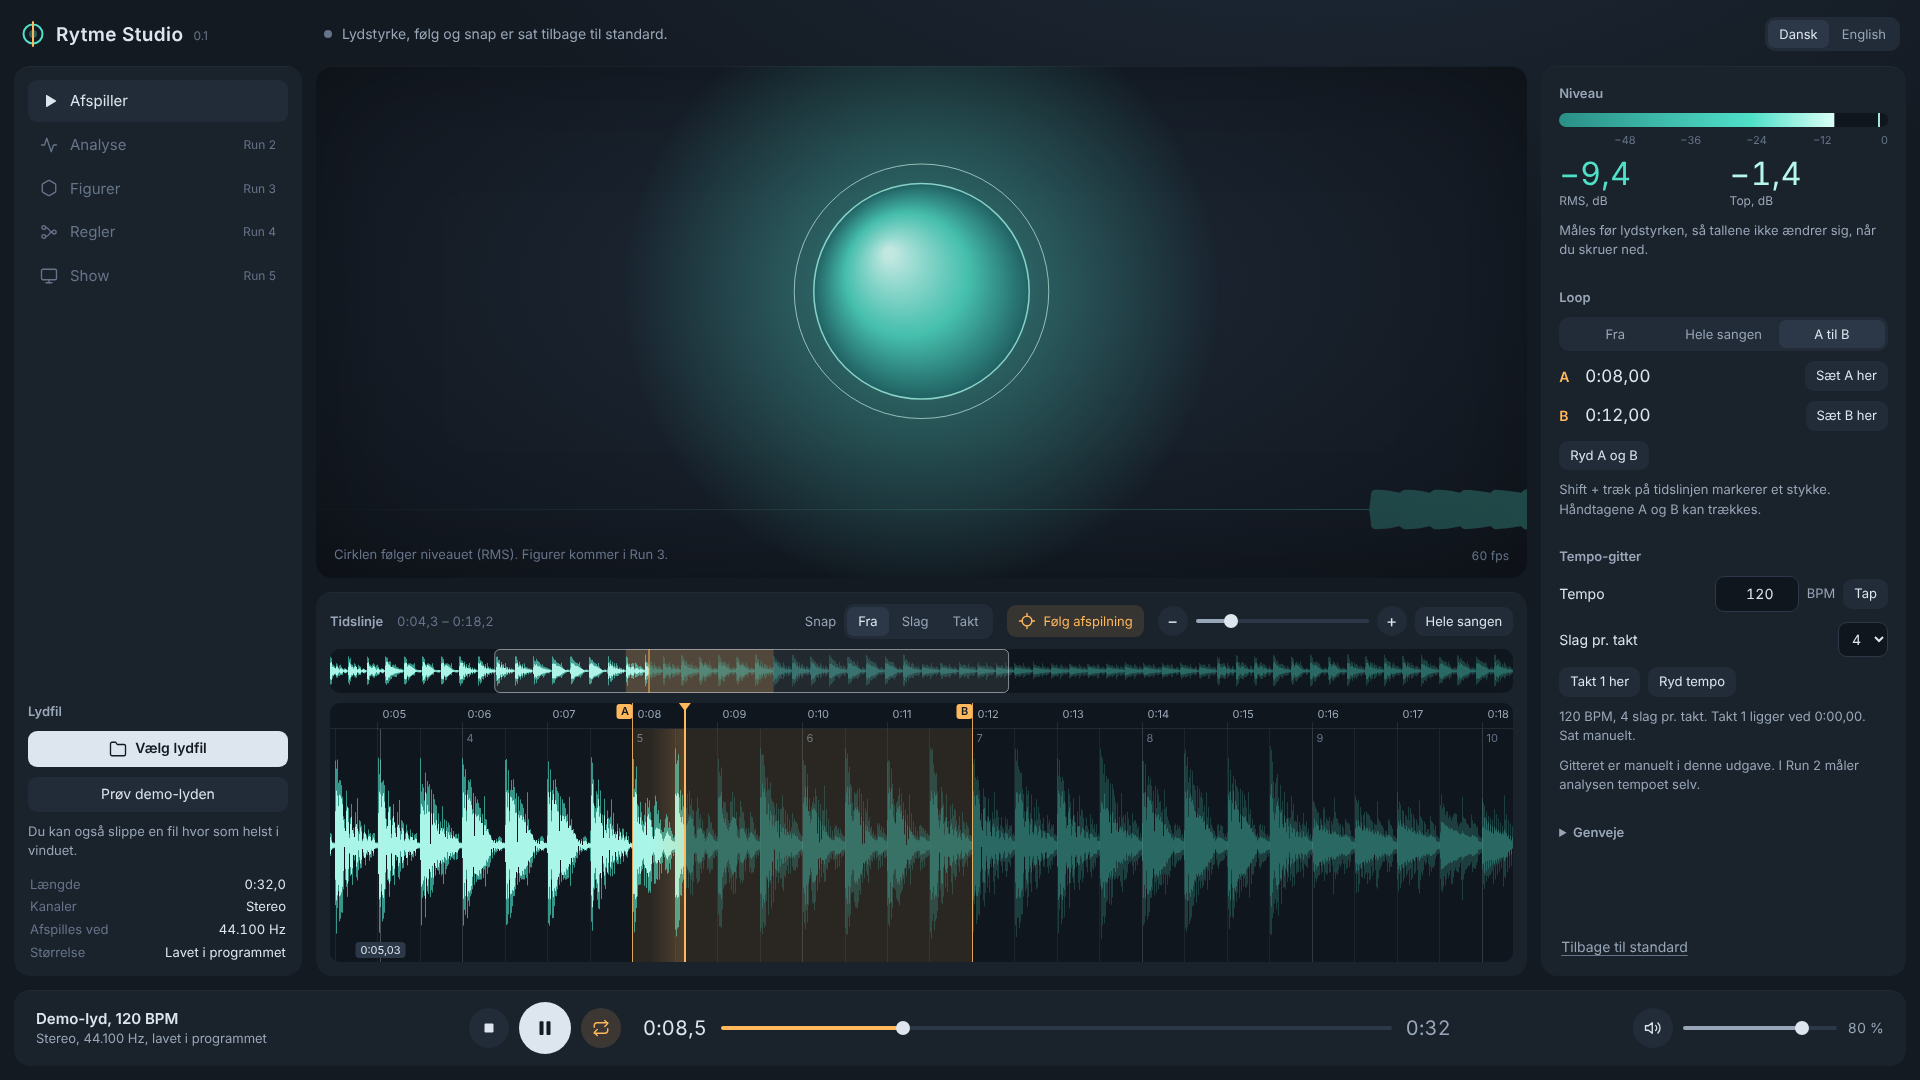 Rytme Studio 0.1
Lydstyrke, følg og snap er sat tilbage til standard.
Dansk English
Afspiller
Analyse Run 2
Figurer Run 3
Regler Run 4
Show Run 5
Lydfil
Vælg lydfil
Prøv demo-lyden
Du kan også slippe en fil hvor som helst i
vinduet.
Længde 0:32,0
Kanaler Stereo
Afspilles ved 44.100 Hz
Størrelse Lavet i programmet
Cirklen følger niveauet (RMS). Figurer kommer i Run 3.
60 fps
Tidslinje 0:04,3 – 0:18,2
Snap Fra Slag Takt
Følg afspilning
− + Hele sangen
0:05 0:06 0:07 A 0:08 0:09 0:10 0:11 B 0:12 0:13 0:14 0:15 0:16 0:17 0:18
4 5 6 7 8 9 10
0:05,03
Niveau
−48 −36 −24 −12 0
−9,4 −1,4
RMS, dB Top, dB
Måles før lydstyrken, så tallene ikke ændrer sig, når
du skruer ned.
Loop
Fra Hele sangen A til B
A 0:08,00 Sæt A her
B 0:12,00 Sæt B her
Ryd A og B
Shift + træk på tidslinjen markerer et stykke.
Håndtagene A og B kan trækkes.
Tempo-gitter
Tempo 120 BPM Tap
Slag pr. takt 4
Takt 1 her Ryd tempo
120 BPM, 4 slag pr. takt. Takt 1 ligger ved 0:00,00.
Sat manuelt.
Gitteret er manuelt i denne udgave. I Run 2 måler
analysen tempoet selv.
Genveje
Tilbage til standard
Demo-lyd, 120 BPM
Stereo, 44.100 Hz, lavet i programmet
0:08,5 0:32
80 %